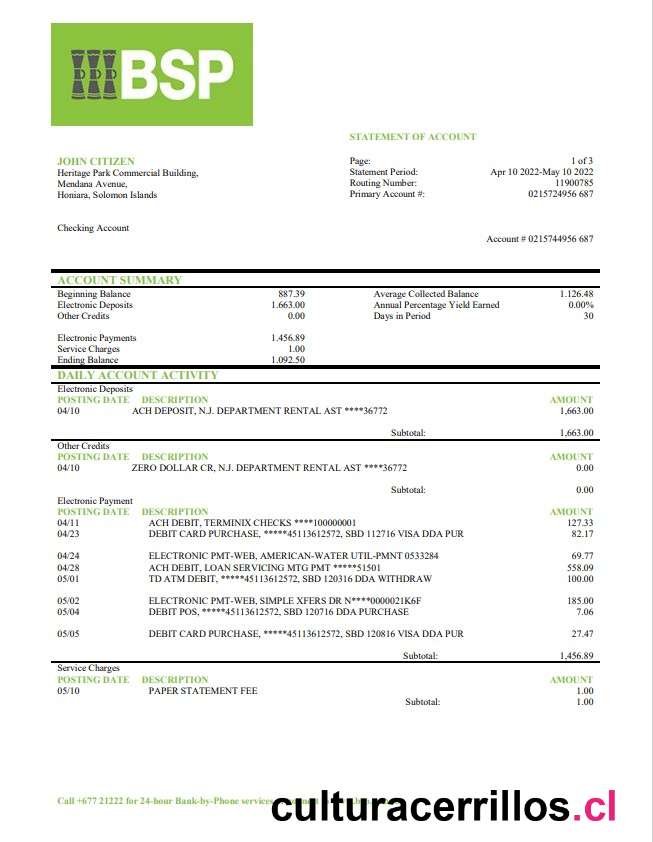 BSP
STATEMENT OF ACCOUNT
JOHN CITIZEN
Heritage Park Commercial Building,
Mendana Avenue,
Honiara, Solomon Islands
Page: 1 of 3
Statement Period: Apr 10 2022-May 10 2022
Routing Number: 11900785
Primary Account #: 0215724956 687
Checking Account
Account # 0215744956 687
ACCOUNT SUMMARY
Beginning Balance 887.39 Average Collected Balance 1.126.48
Electronic Deposits 1.663.00 Annual Percentage Yield Earned 0.00%
Other Credits 0.00 Days in Period 30
Electronic Payments 1.456.89
Service Charges 1.00
Ending Balance 1.092.50
DAILY ACCOUNT ACTIVITY
Electronic Deposits
POSTING DATE DESCRIPTION AMOUNT
04/10 ACH DEPOSIT, N.J. DEPARTMENT RENTAL AST ****36772 1,663.00
Subtotal: 1,663.00
Other Credits
POSTING DATE DESCRIPTION AMOUNT
04/10 ZERO DOLLAR CR, N.J. DEPARTMENT RENTAL AST ****36772 0.00
Subtotal: 0.00
Electronic Payment
POSTING DATE DESCRIPTION AMOUNT
04/11 ACH DEBIT, TERMINIX CHECKS ****100000001 127.33
04/23 DEBIT CARD PURCHASE, *****45113612572, SBD 112716 VISA DDA PUR 82.17
04/24 ELECTRONIC PMT-WEB, AMERICAN-WATER UTIL-PMNT 0533284 69.77
04/28 ACH DEBIT, LOAN SERVICING MTG PMT *****51501 558.09
05/01 TD ATM DEBIT, *****45113612572, SBD 120316 DDA WITHDRAW 100.00
05/02 ELECTRONIC PMT-WEB, SIMPLE XFERS DR N****0000021K6F 185.00
05/04 DEBIT POS, *****45113612572, SBD 120716 DDA PURCHASE 7.06
05/05 DEBIT CARD PURCHASE, *****45113612572, SBD 120816 VISA DDA PUR 27.47
Subtotal: 1,456.89
Service Charges
POSTING DATE DESCRIPTION AMOUNT
05/10 PAPER STATEMENT FEE 1.00
Subtotal: 1.00
Call +677 21222 for 24-hour Bank-by-Phone services
culturacerrillos.cl